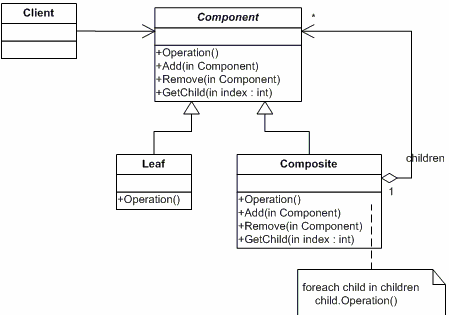 Client
Component
*
+Operation()
+Add(in Component)
+Remove(in Component)
+GetChild(in index : int)
Leaf
+Operation()
Composite
children
1
+Operation()
+Add(in Component)
+Remove(in Component)
+GetChild(in index : int)
foreach child in children
child.Operation()